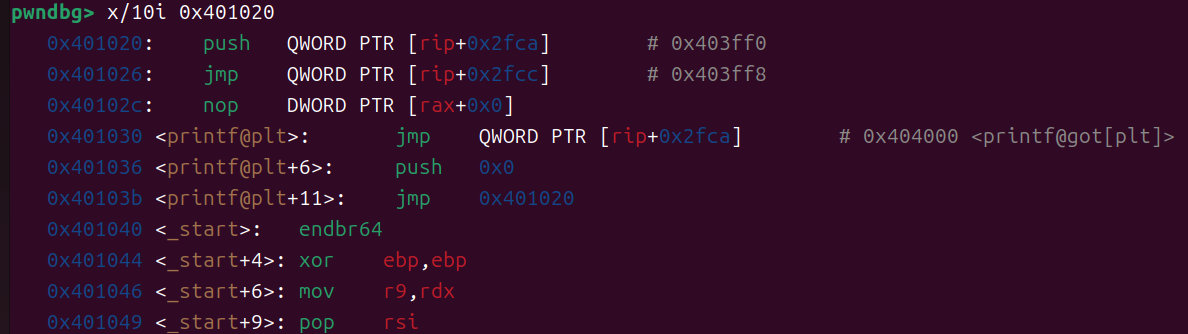 pwndbg> x/10i 0x401020
0x401020: push QWORD PTR [rip+0x2fca] # 0x403ff0
0x401026: jmp QWORD PTR [rip+0x2fcc] # 0x403ff8
0x40102c: nop DWORD PTR [rax+0x0]
0x401030 <printf@plt>: jmp QWORD PTR [rip+0x2fca] # 0x404000 <printf@got[plt]>
0x401036 <printf@plt+6>: push 0x0
0x40103b <printf@plt+11>: jmp 0x401020
0x401040 <_start>: endbr64
0x401044 <_start+4>: xor ebp,ebp
0x401046 <_start+6>: mov r9,rdx
0x401049 <_start+9>: pop rsi